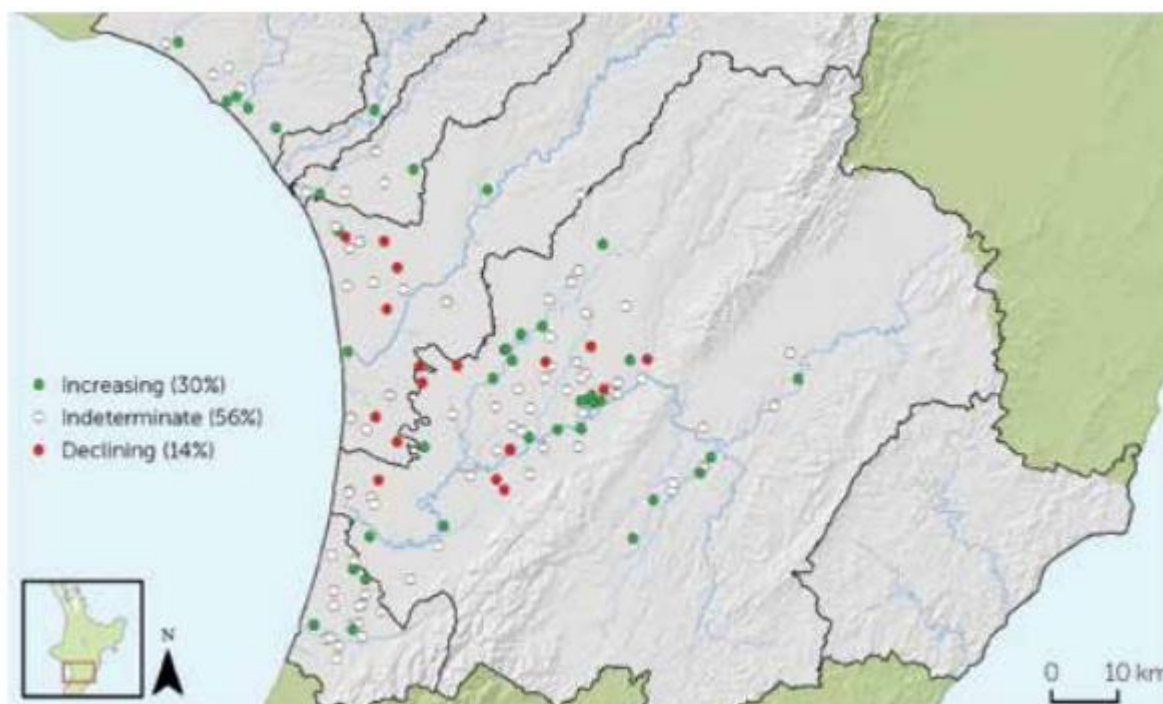 Increasing (30%)
Indeterminate (56%)
Declining (14%)
N
0 10 km